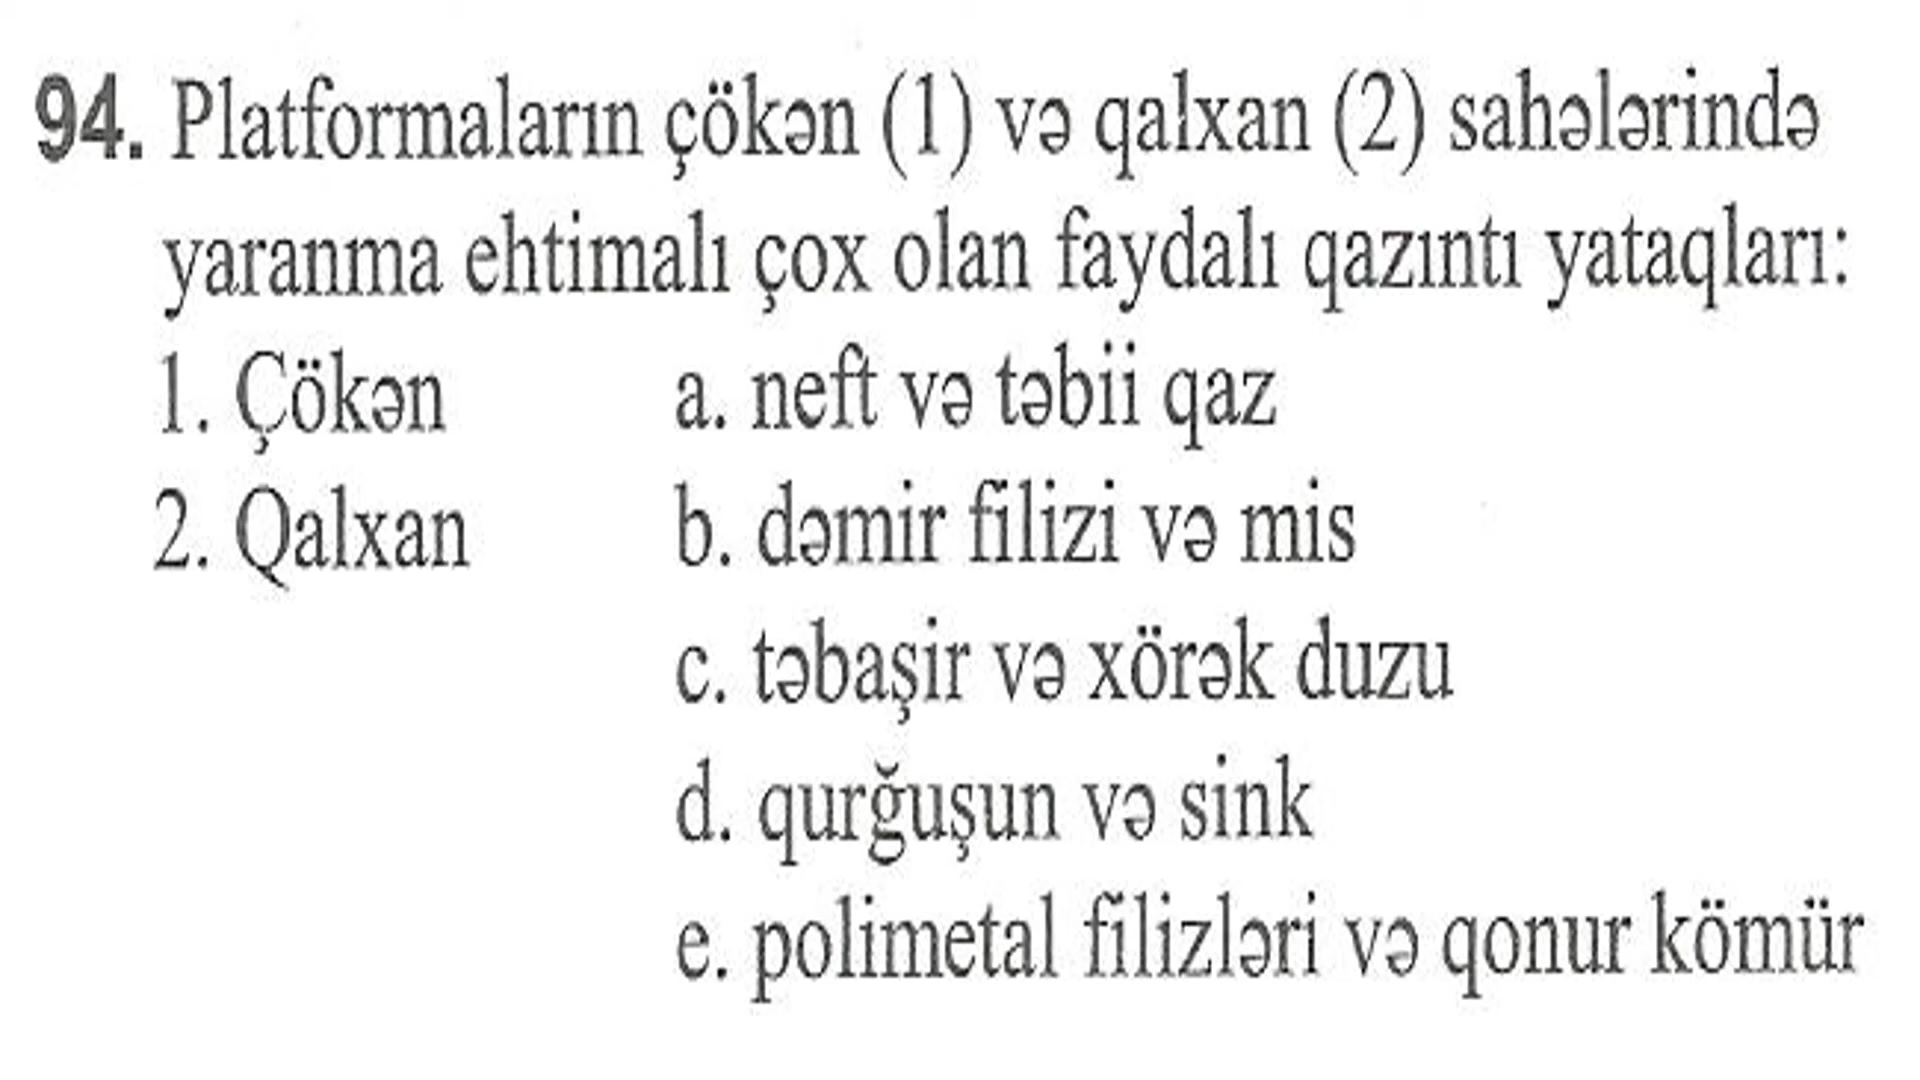 94. Platformaların çökən (1) və qalxan (2) sahələrində
yaranma ehtimalı çox olan faydalı qazıntı yataqları:
1. Çökən a. neft və təbii qaz
2. Qalxan b. dəmir filizi və mis
c. təbaşir və xörək duzu
d. qurğuşun və sink
e. polimetal filizləri və qonur kömür